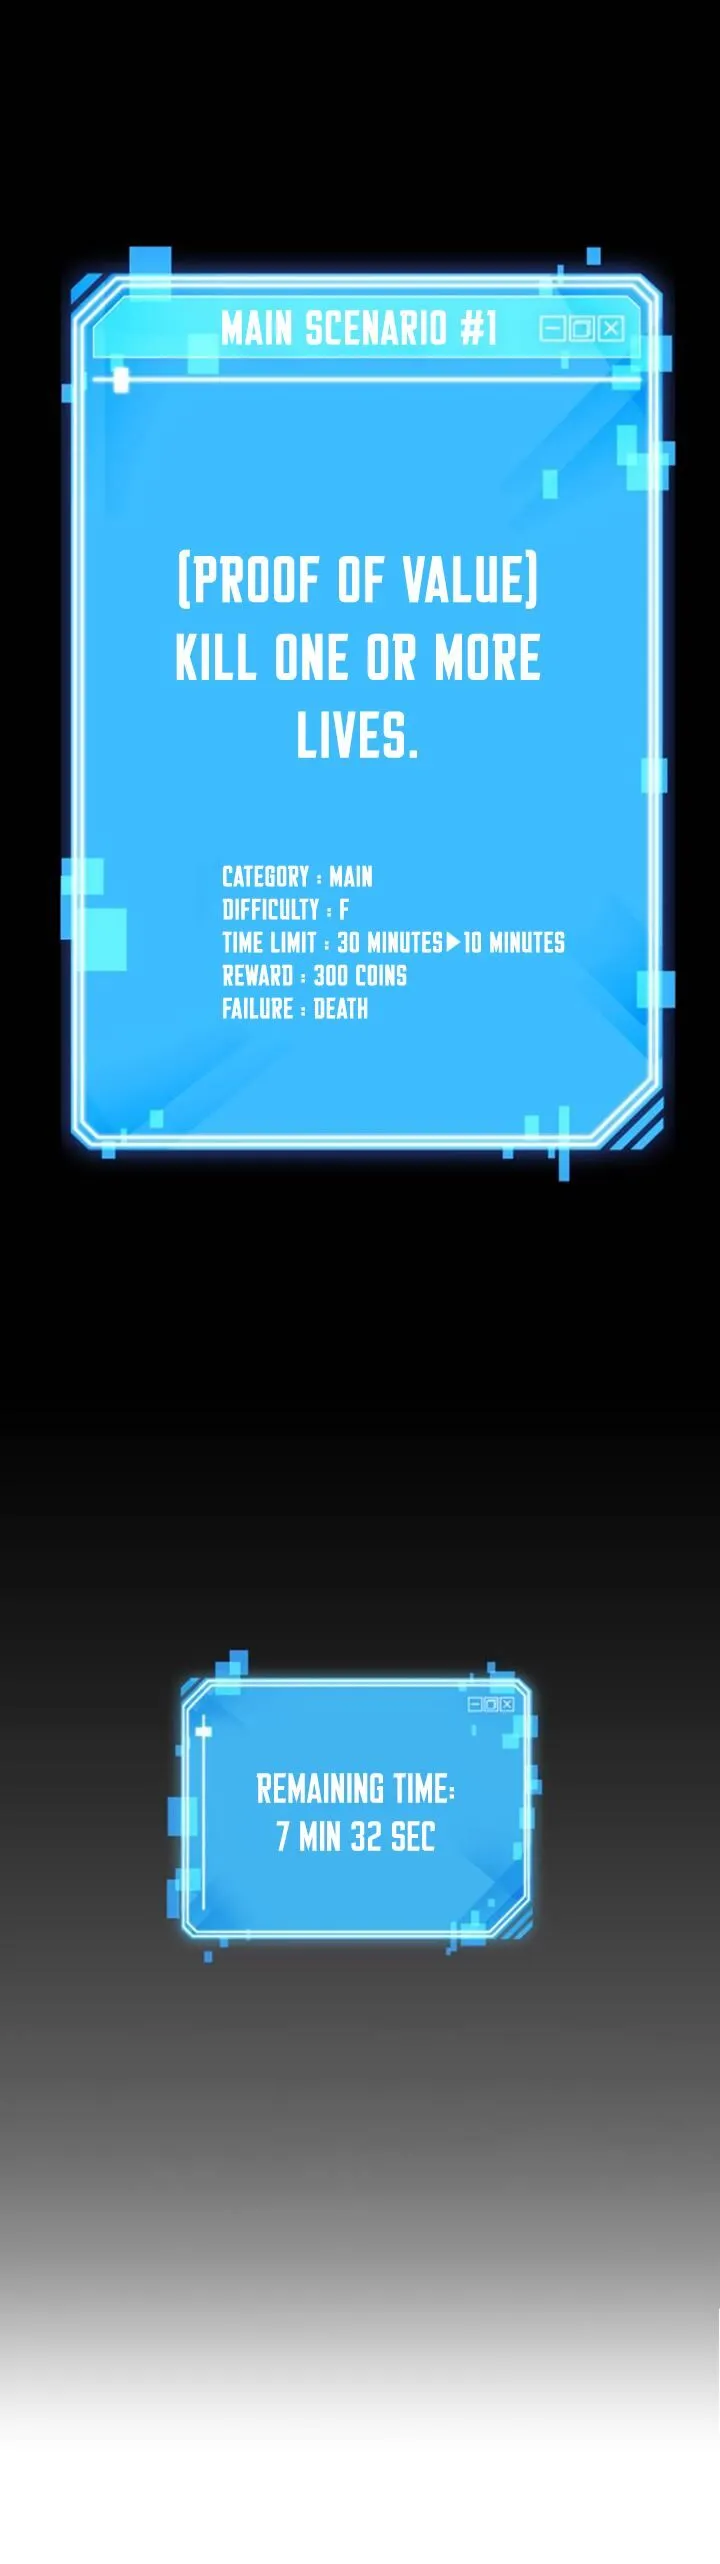 MAIN SCENARIO #1
[PROOF OF VALUE]
KILL ONE OR MORE
LIVES.
CATEGORY : MAIN
DIFFICULTY : F
TIME LIMIT : 30 MINUTES▶10 MINUTES
REWARD : 300 COINS
FAILURE : DEATH
REMAINING TIME:
7 MIN 32 SEC